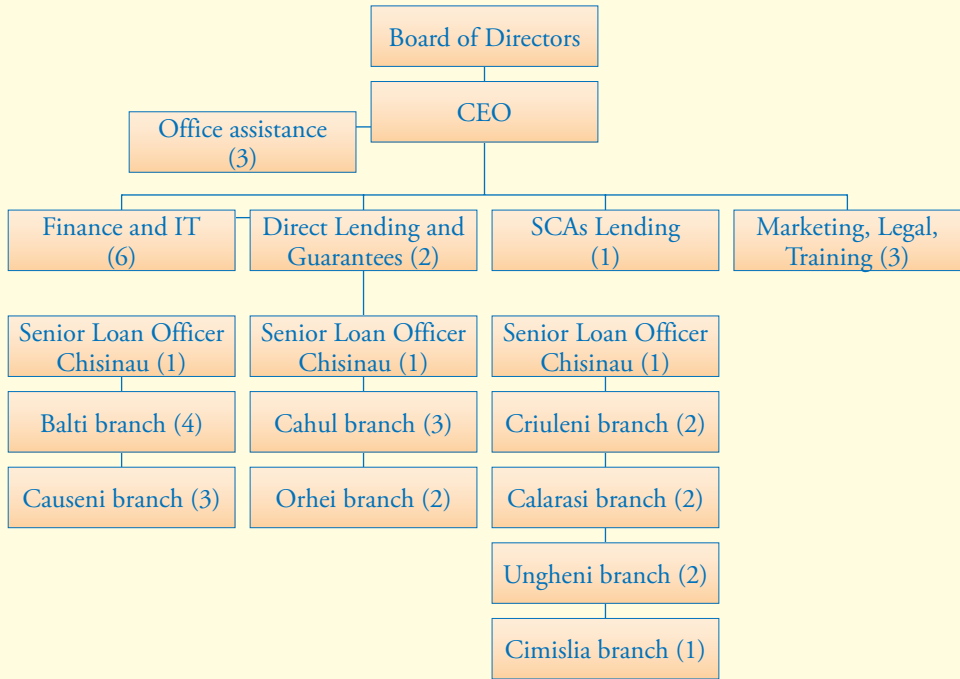 Board of Directors
CEO
Office assistance
(3)
Finance and IT
(6)
Direct Lending and
Guarantees (2)
SCAs Lending
(1)
Marketing, Legal,
Training (3)
Senior Loan Officer
Chisinau (1)
Senior Loan Officer
Chisinau (1)
Senior Loan Officer
Chisinau (1)
Balti branch (4)
Cahul branch (3)
Criuleni branch (2)
Causeni branch (3)
Orhei branch (2)
Calarasi branch (2)
Ungheni branch (2)
Cimislia branch (1)